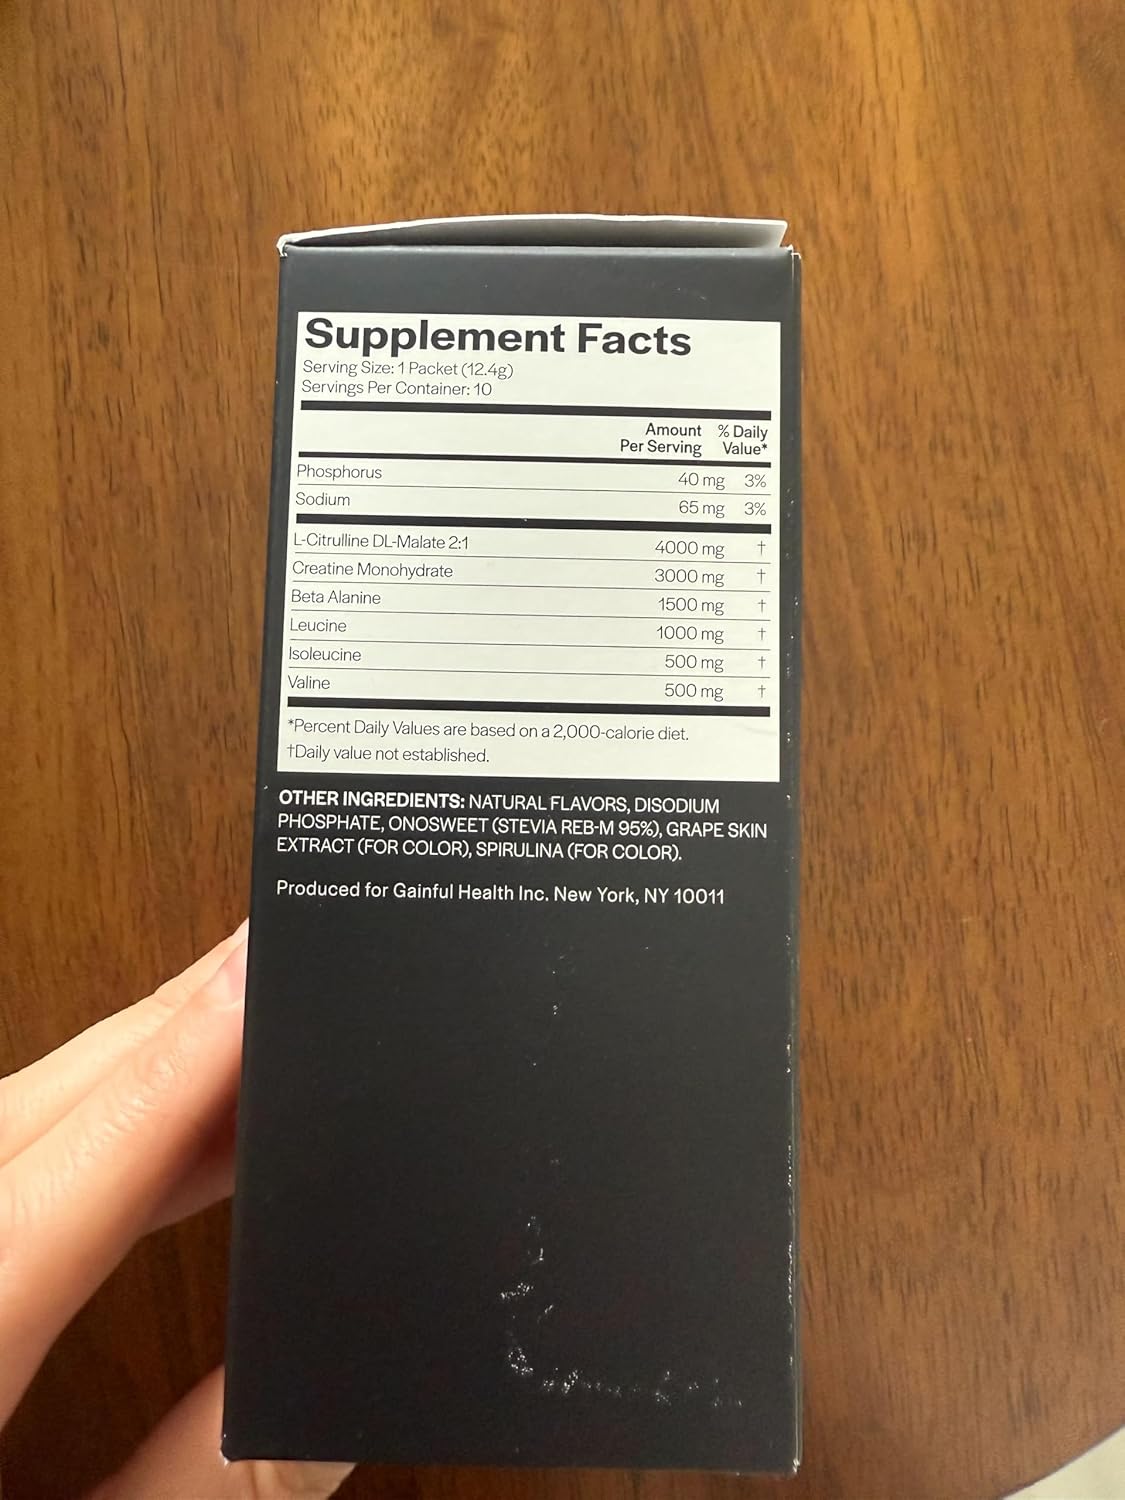 Supplement Facts
Serving Size: 1 Packet (12.4g)
Servings Per Container: 10
Amount Per Serving % Daily Value*
Phosphorus 40 mg 3%
Sodium 65 mg 3%
L-Citrulline DL-Malate 2:1 4000 mg †
Creatine Monohydrate 3000 mg †
Beta Alanine 1500 mg †
Leucine 1000 mg †
Isoleucine 500 mg †
Valine 500 mg †
*Percent Daily Values are based on a 2,000-calorie diet.
†Daily value not established.
OTHER INGREDIENTS: NATURAL FLAVORS, DISODIUM
PHOSPHATE, ONOSWEET (STEVIA REB-M 95%), GRAPE SKIN
EXTRACT (FOR COLOR), SPIRULINA (FOR COLOR).
Produced for Gainful Health Inc. New York, NY 10011